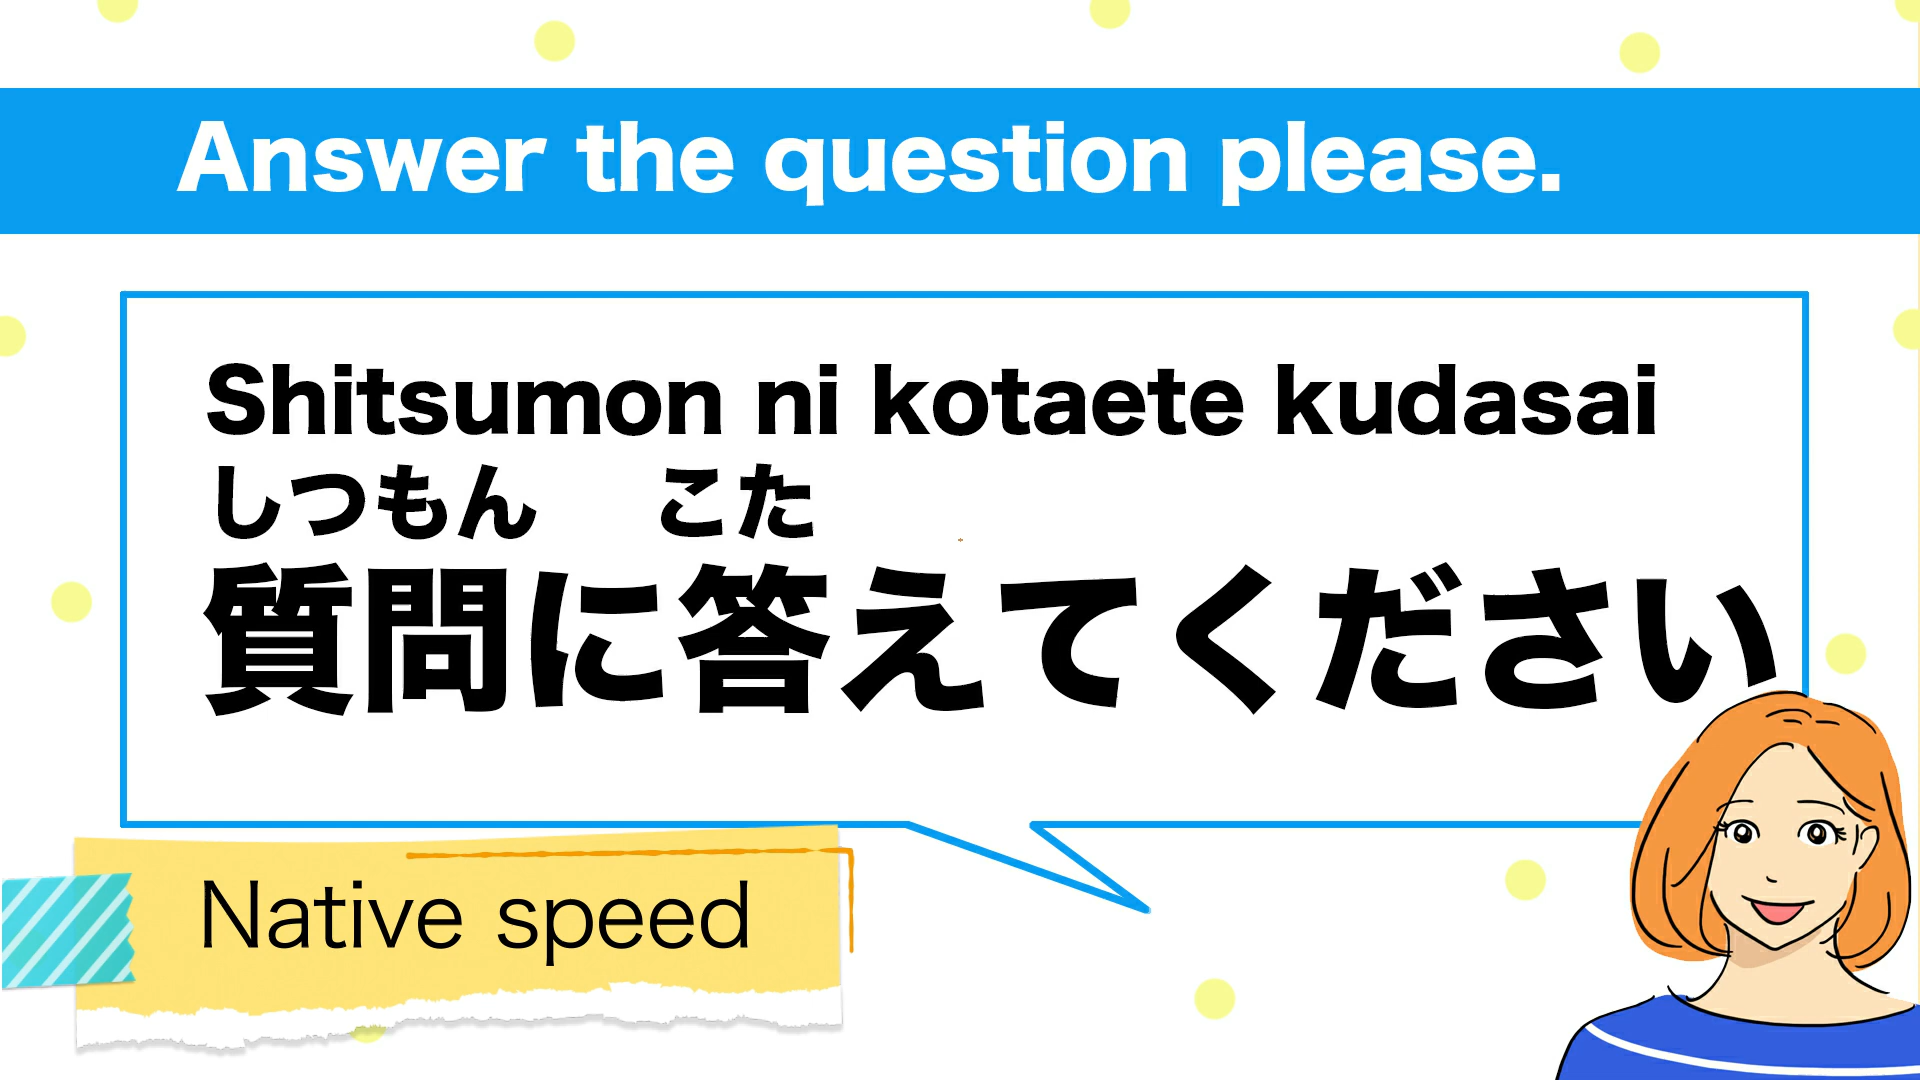 Answer the question please.
Shitsumon ni kotaete kudasai
しつもん こた
質問に答えてください
Native speed